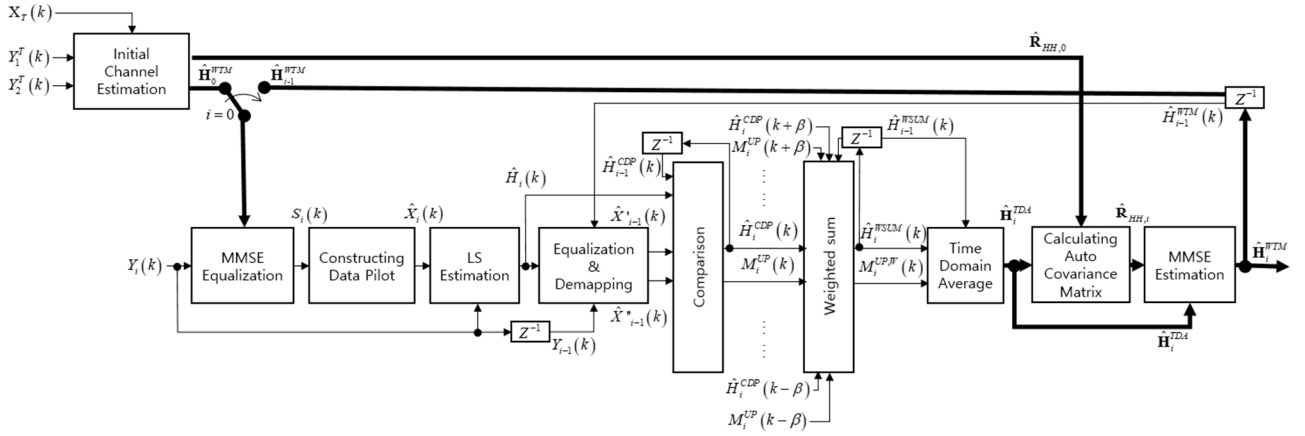 X_T(k)
Y_1^T(k)
Y_2^T(k)
Initial
Channel
Estimation
Ĥ_0^{WTM}
Ĥ_{i-1}^{WTM}
i = 0
R̂_{HH,0}
Z^{-1}
Ĥ_{i-1}^{WTM}(k)
Z^{-1}
Ĥ_{i-1}^{CDP}(k)
Ĥ_i(k)
Ĥ_i^{CDP}(k+β)
M_i^{UP}(k+β)
Z^{-1}
Ĥ_{i-1}^{WSUM}(k)
Y_i(k)
MMSE
Equalization
S_i(k)
Constructing
Data Pilot
X̂_i(k)
LS
Estimation
Equalization
&
Demapping
X̂'_{i-1}(k)
X̂"_{i-1}(k)
Z^{-1}
Y_{i-1}(k)
Comparison
Ĥ_i^{CDP}(k)
M_i^{UP}(k)
Weighted sum
Ĥ_i^{CDP}(k−β)
M_i^{UP}(k−β)
Ĥ_i^{WSUM}(k)
M_i^{UP,W}(k)
Time
Domain
Average
Ĥ_i^{TDA}
Calculating
Auto
Covariance
Matrix
R̂_{HH,i}
MMSE
Estimation
Ĥ_i^{TDA}
Ĥ_i^{WTM}